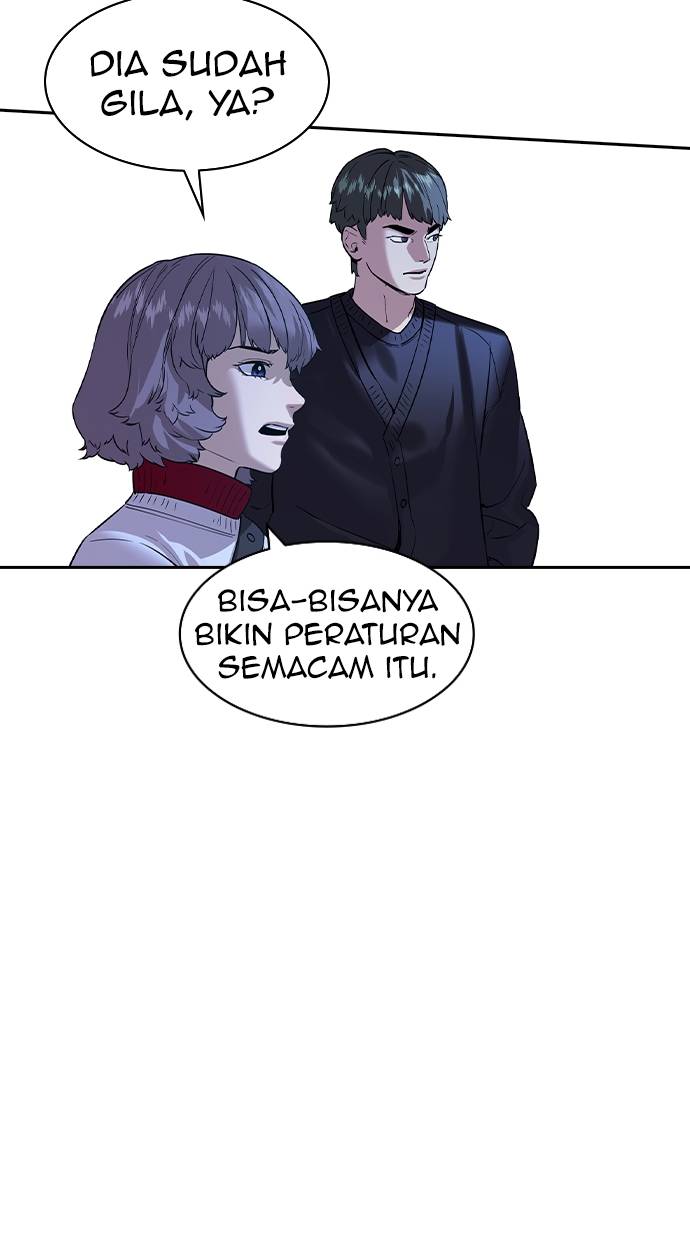 DIA SUDAH
GILA, YA?
BISA-BISANYA
BIKIN PERATURAN
SEMACAM ITU.